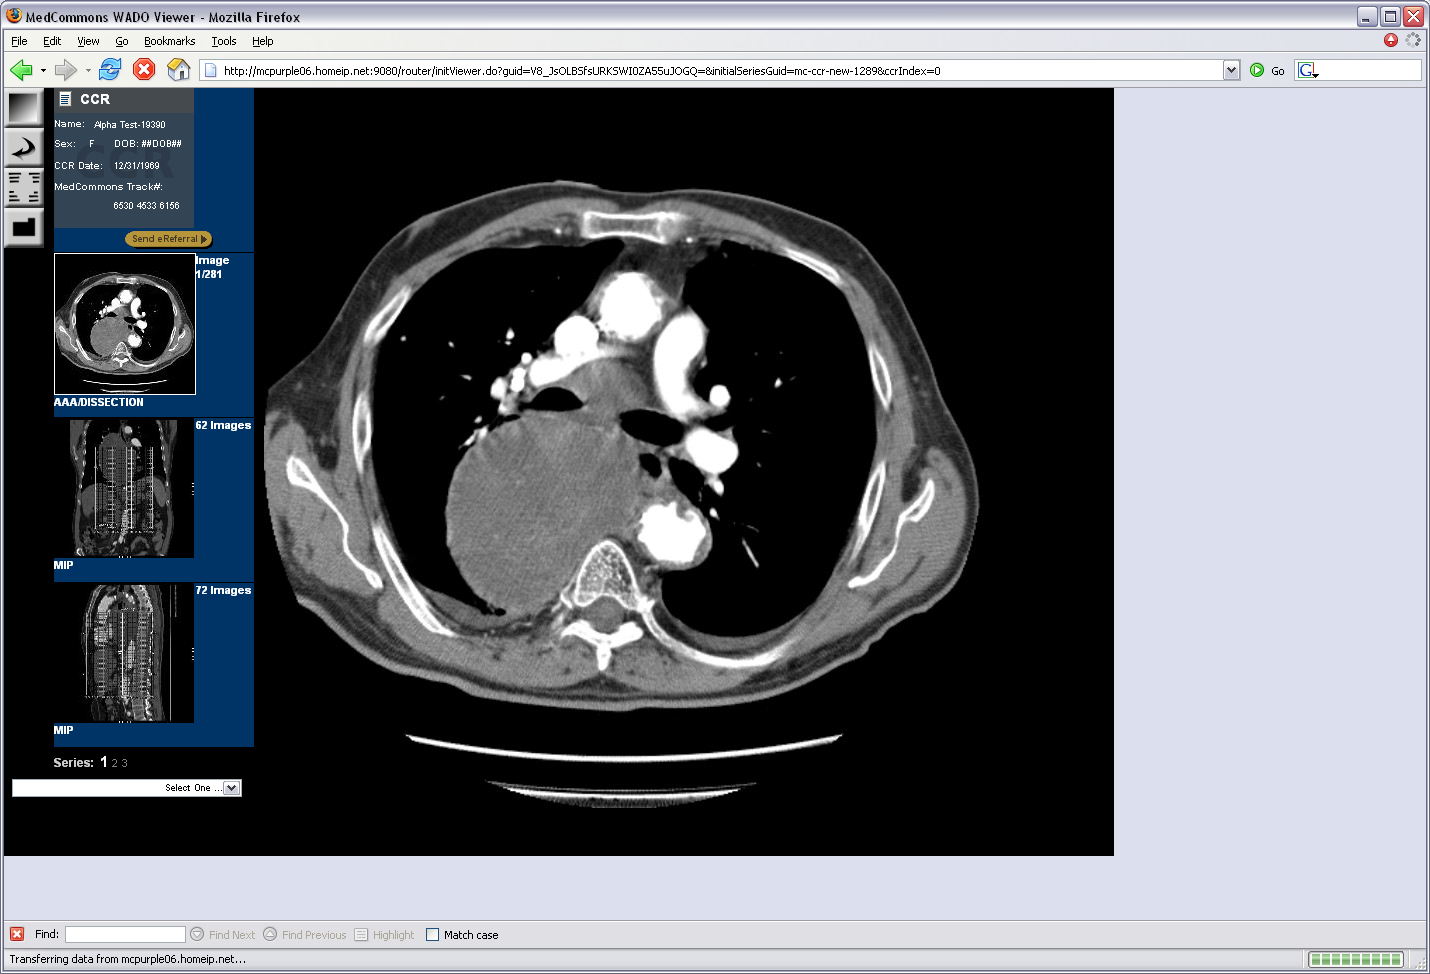 MedCommons WADO Viewer - Mozilla Firefox
File Edit View Go Bookmarks Tools Help
http://mcpurple06.homeip.net:9080/router/initViewer.do?guid=V8_JsOLBSfsURKSWI0ZA55uJOGQ=&initialSeriesGuid=mc-ccr-new-1289&ccrIndex=0 Go G
CCR
Name: Alpha Test-19390
Sex: F DOB: ##DOB##
CCR Date: 12/31/1969
MedCommons Track#:
6530 4533 6156
Send eReferral
Image
1/281
AAA/DISSECTION
62 Images
MIP
72 Images
MIP
Series: 1 2 3
Select One ...
Find: Find Next Find Previous Highlight Match case
Transferring data from mcpurple06.homeip.net...